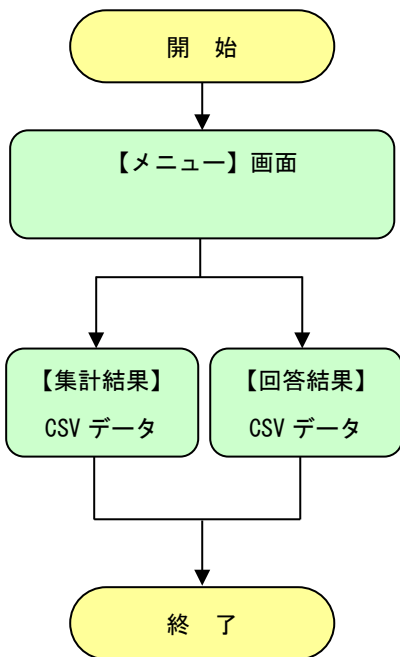 開　始
【メニュー】画面
【集計結果】
CSV データ
【回答結果】
CSV データ
終　了